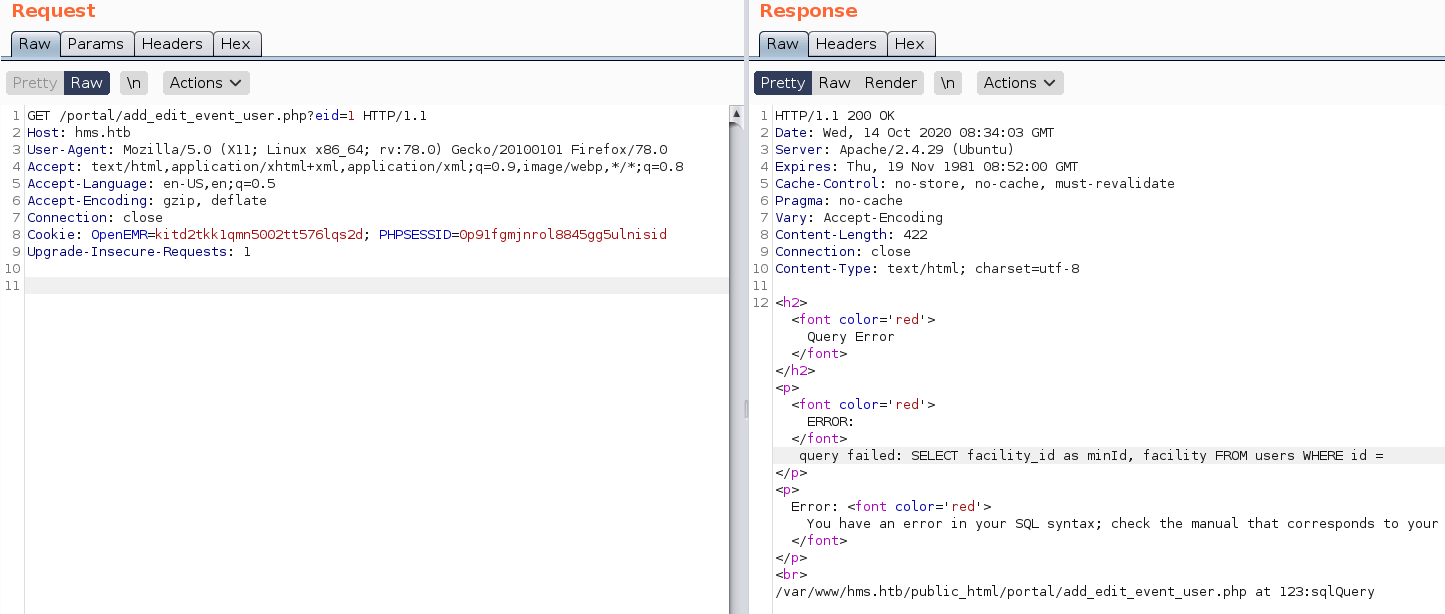 Request
Raw Params Headers Hex
Pretty Raw \n Actions
1 GET /portal/add_edit_event_user.php?eid=1 HTTP/1.1
2 Host: hms.htb
3 User-Agent: Mozilla/5.0 (X11; Linux x86_64; rv:78.0) Gecko/20100101 Firefox/78.0
4 Accept: text/html,application/xhtml+xml,application/xml;q=0.9,image/webp,*/*;q=0.8
5 Accept-Language: en-US,en;q=0.5
6 Accept-Encoding: gzip, deflate
7 Connection: close
8 Cookie: OpenEMR=kitd2tkk1qmn5002tt576lqs2d; PHPSESSID=0p91fgmjnrol8845gg5ulnisid
9 Upgrade-Insecure-Requests: 1
10
11
Response
Raw Headers Hex
Pretty Raw Render \n Actions
1 HTTP/1.1 200 OK
2 Date: Wed, 14 Oct 2020 08:34:03 GMT
3 Server: Apache/2.4.29 (Ubuntu)
4 Expires: Thu, 19 Nov 1981 08:52:00 GMT
5 Cache-Control: no-store, no-cache, must-revalidate
6 Pragma: no-cache
7 Vary: Accept-Encoding
8 Content-Length: 422
9 Connection: close
10 Content-Type: text/html; charset=utf-8
11
12 <h2>
<font color='red'>
Query Error
</font>
</h2>
<p>
<font color='red'>
ERROR:
</font>
query failed: SELECT facility_id as minId, facility FROM users WHERE id =
</p>
<p>
Error: <font color='red'>
You have an error in your SQL syntax; check the manual that corresponds to your
</font>
</p>
<br>
/var/www/hms.htb/public_html/portal/add_edit_event_user.php at 123:sqlQuery